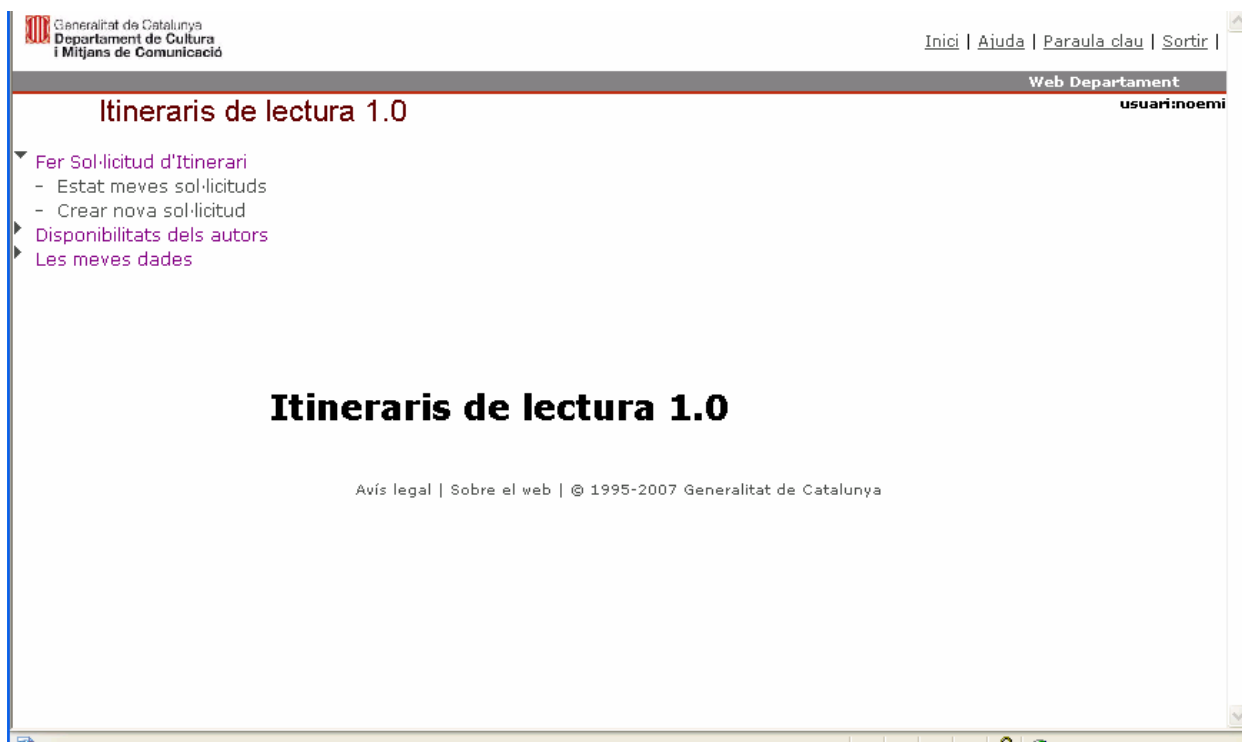 Generalitat de Catalunya
Departament de Cultura
i Mitjans de Comunicació
Inici | Ajuda | Paraula clau | Sortir |
Web Departament
Itineraris de lectura 1.0
usuari:noemi
Fer Sol·licitud d'Itinerari
- Estat meves sol·licituds
- Crear nova sol·licitud
Disponibilitats dels autors
Les meves dades
Itineraris de lectura 1.0
Avís legal | Sobre el web | © 1995-2007 Generalitat de Catalunya